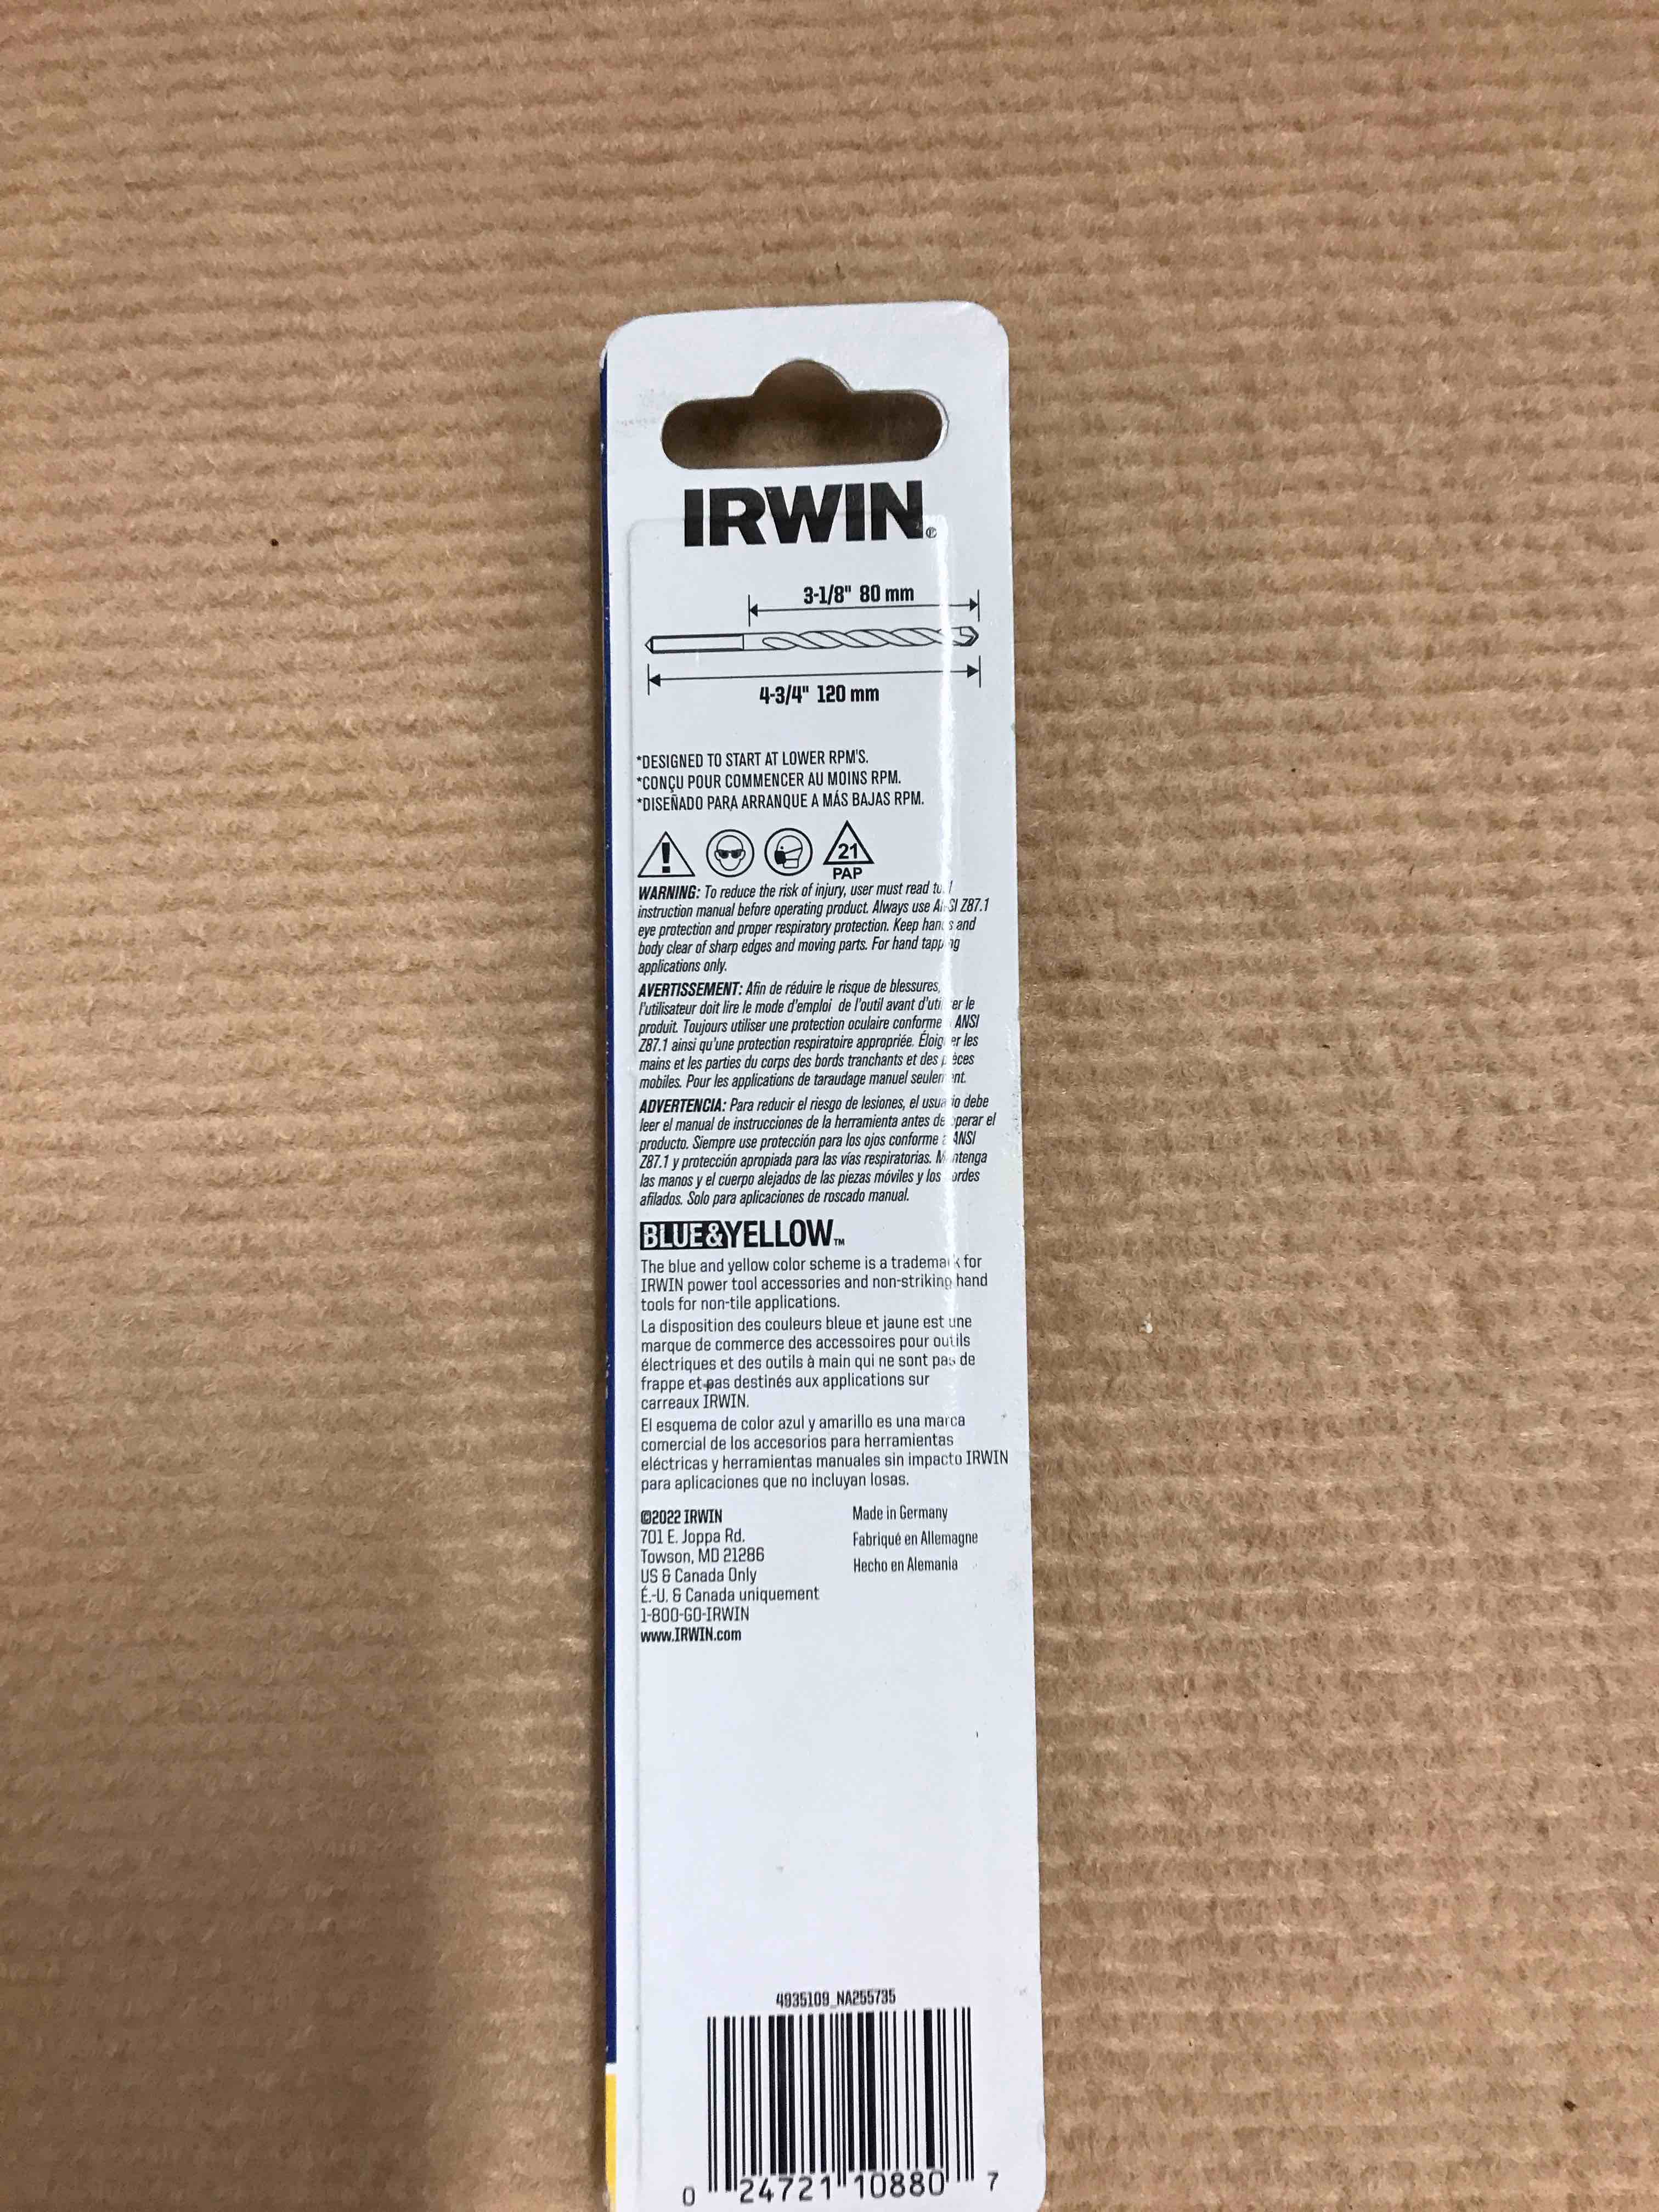 IRWIN®
3-1/8" 80 mm
4-3/4" 120 mm
*DESIGNED TO START AT LOWER RPM'S.
*CONÇU POUR COMMENCER AU MOINS RPM.
*DISEÑADO PARA ARRANQUE A MÁS BAJAS RPM.
21
PAP
WARNING: To reduce the risk of injury, user must read
instruction manual before operating product. Always use ANSI Z87.1
eye protection and proper respiratory protection. Keep hands and
body clear of sharp edges and moving parts. For hand tapping
applications only.
AVERTISSEMENT: Afin de réduire le risque de blessures,
l'utilisateur doit lire le mode d'emploi de l'outil avant d'utiliser le
produit. Toujours utiliser une protection oculaire conforme ANSI
Z87.1 ainsi qu'une protection respiratoire appropriée. Éloigner les
mains et les parties du corps des bords tranchants et des pièces
mobiles. Pour les applications de taraudage manuel seulement.
ADVERTENCIA: Para reducir el riesgo de lesiones, el usuario debe
leer el manual de instrucciones de la herramienta antes de operar el
producto. Siempre use protección para los ojos conforme a ANSI
Z87.1 y protección apropiada para las vías respiratorias. Mantenga
las manos y el cuerpo alejados de las piezas móviles y los bordes
afilados. Solo para aplicaciones de roscado manual.
BLUE&YELLOW™
The blue and yellow color scheme is a trademark for
IRWIN power tool accessories and non-striking hand
tools for non-tile applications.
La disposition des couleurs bleue et jaune est une
marque de commerce des accessoires pour outils
électriques et des outils à main qui ne sont pas de
frappe et pas destinés aux applications sur
carreaux IRWIN.
El esquema de color azul y amarillo es una marca
comercial de los accesorios para herramientas
eléctricas y herramientas manuales sin impacto IRWIN
para aplicaciones que no incluyan losas.
©2022 IRWIN
701 E. Joppa Rd.
Towson, MD 21286
US & Canada Only
É.-U. & Canada uniquement
1-800-GO-IRWIN
www.IRWIN.com
Made in Germany
Fabriqué en Allemagne
Hecho en Alemania
4935109_NA255735
0 24721 10880 7